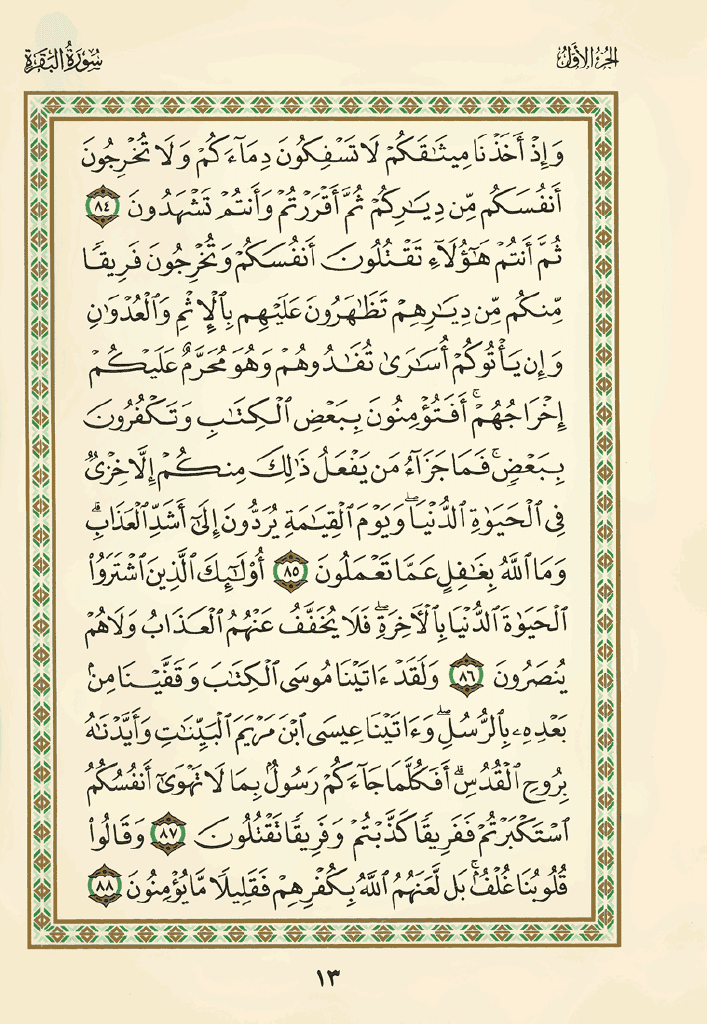 الجزء الأول
سورة البقرة
وَإِذْ أَخَذْنَا مِيثَٰقَكُمْ لَا تَسْفِكُونَ دِمَآءَكُمْ وَلَا تُخْرِجُونَ
أَنفُسَكُم مِّن دِيَٰرِكُمْ ثُمَّ أَقْرَرْتُمْ وَأَنتُمْ تَشْهَدُونَ ٨٤
ثُمَّ أَنتُمْ هَٰٓؤُلَآءِ تَقْتُلُونَ أَنفُسَكُمْ وَتُخْرِجُونَ فَرِيقًا
مِّنكُم مِّن دِيَٰرِهِمْ تَظَٰهَرُونَ عَلَيْهِم بِٱلْإِثْمِ وَٱلْعُدْوَٰنِ
وَإِن يَأْتُوكُمْ أُسَٰرَىٰ تُفَٰدُوهُمْ وَهُوَ مُحَرَّمٌ عَلَيْكُمْ
إِخْرَاجُهُمْ ۚ أَفَتُؤْمِنُونَ بِبَعْضِ ٱلْكِتَٰبِ وَتَكْفُرُونَ
بِبَعْضٍ ۚ فَمَا جَزَآءُ مَن يَفْعَلُ ذَٰلِكَ مِنكُمْ إِلَّا خِزْىٌ
فِى ٱلْحَيَوٰةِ ٱلدُّنْيَا ۖ وَيَوْمَ ٱلْقِيَٰمَةِ يُرَدُّونَ إِلَىٰٓ أَشَدِّ ٱلْعَذَابِ ۗ
وَمَا ٱللَّهُ بِغَٰفِلٍ عَمَّا تَعْمَلُونَ ٨٥ أُو۟لَٰٓئِكَ ٱلَّذِينَ ٱشْتَرَوُا۟
ٱلْحَيَوٰةَ ٱلدُّنْيَا بِٱلْءَاخِرَةِ ۖ فَلَا يُخَفَّفُ عَنْهُمُ ٱلْعَذَابُ وَلَا هُمْ
يُنصَرُونَ ٨٦ وَلَقَدْ ءَاتَيْنَا مُوسَى ٱلْكِتَٰبَ وَقَفَّيْنَا مِنۢ
بَعْدِهِۦ بِٱلرُّسُلِ ۖ وَءَاتَيْنَا عِيسَى ٱبْنَ مَرْيَمَ ٱلْبَيِّنَٰتِ وَأَيَّدْنَٰهُ
بِرُوحِ ٱلْقُدُسِ ۗ أَفَكُلَّمَا جَآءَكُمْ رَسُولٌۢ بِمَا لَا تَهْوَىٰٓ أَنفُسُكُمُ
ٱسْتَكْبَرْتُمْ فَفَرِيقًا كَذَّبْتُمْ وَفَرِيقًا تَقْتُلُونَ ٨٧ وَقَالُوا۟
قُلُوبُنَا غُلْفٌۢ ۚ بَل لَّعَنَهُمُ ٱللَّهُ بِكُفْرِهِمْ فَقَلِيلًا مَّا يُؤْمِنُونَ ٨٨
١٣